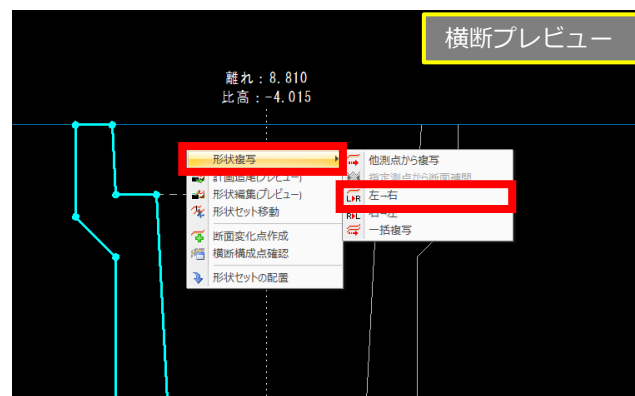 横断プレビュー
離れ：8.810
比高：-4.015
形状複写
計画追尾(プレビュー)
形状編集(プレビュー)
形状セット移動
断面変化点作成
横断構成点確認
形状セットの配置
他測点から複写
指定測点から断面補間
L▶R 左→右
R▶L 右→左
一括複写